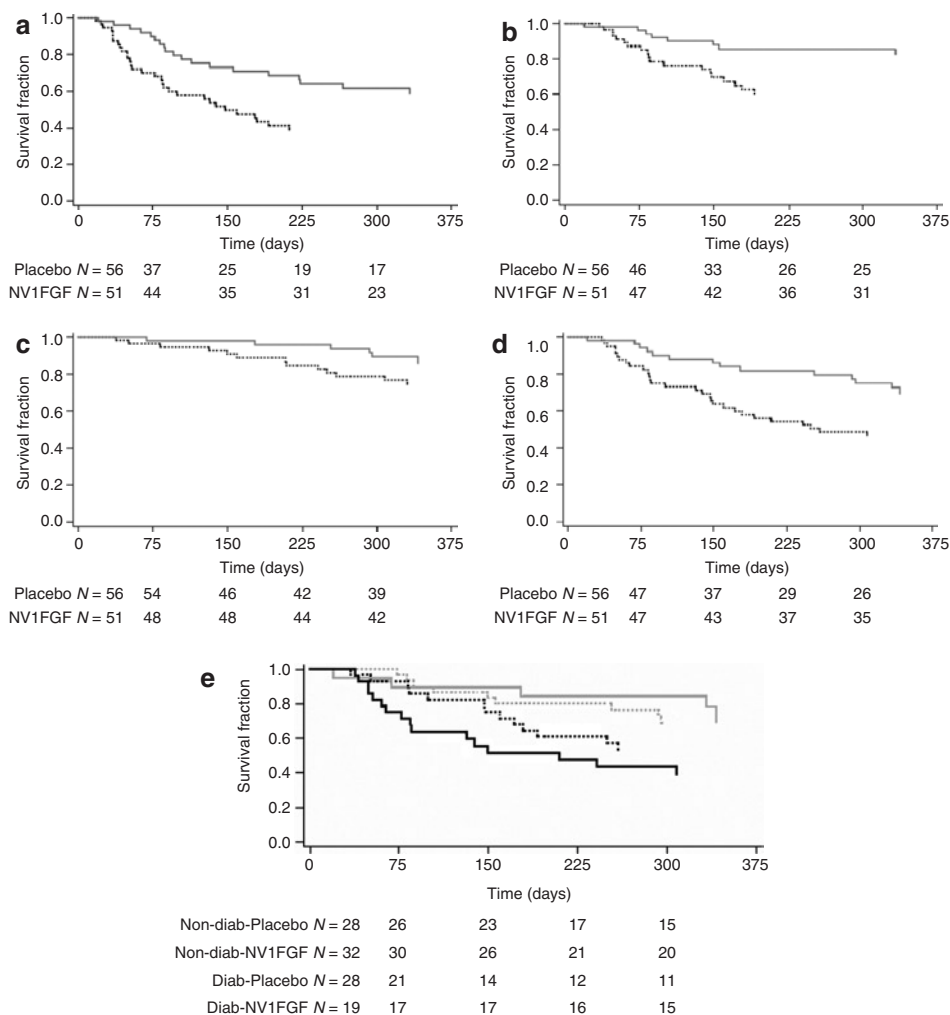 a
1.0
0.8
0.6
0.4
0.2
0.0
Survival fraction
0 75 150 225 300 375
Time (days)
Placebo N = 56 37 25 19 17
NV1FGF N = 51 44 35 31 23
b
1.0
0.8
0.6
0.4
0.2
0.0
Survival fraction
0 75 150 225 300 375
Time (days)
Placebo N = 56 46 33 26 25
NV1FGF N = 51 47 42 36 31
c
1.0
0.8
0.6
0.4
0.2
0.0
Survival fraction
0 75 150 225 300 375
Time (days)
Placebo N = 56 54 46 42 39
NV1FGF N = 51 48 48 44 42
d
1.0
0.8
0.6
0.4
0.2
0.0
Survival fraction
0 75 150 225 300 375
Time (days)
Placebo N = 56 47 37 29 26
NV1FGF N = 51 47 43 37 35
e
1.0
0.8
0.6
0.4
0.2
0.0
Survival fraction
0 75 150 225 300 375
Time (days)
Non-diab-Placebo N = 28 26 23 17 15
Non-diab-NV1FGF N = 32 30 26 21 20
Diab-Placebo N = 28 21 14 12 11
Diab-NV1FGF N = 19 17 17 16 15